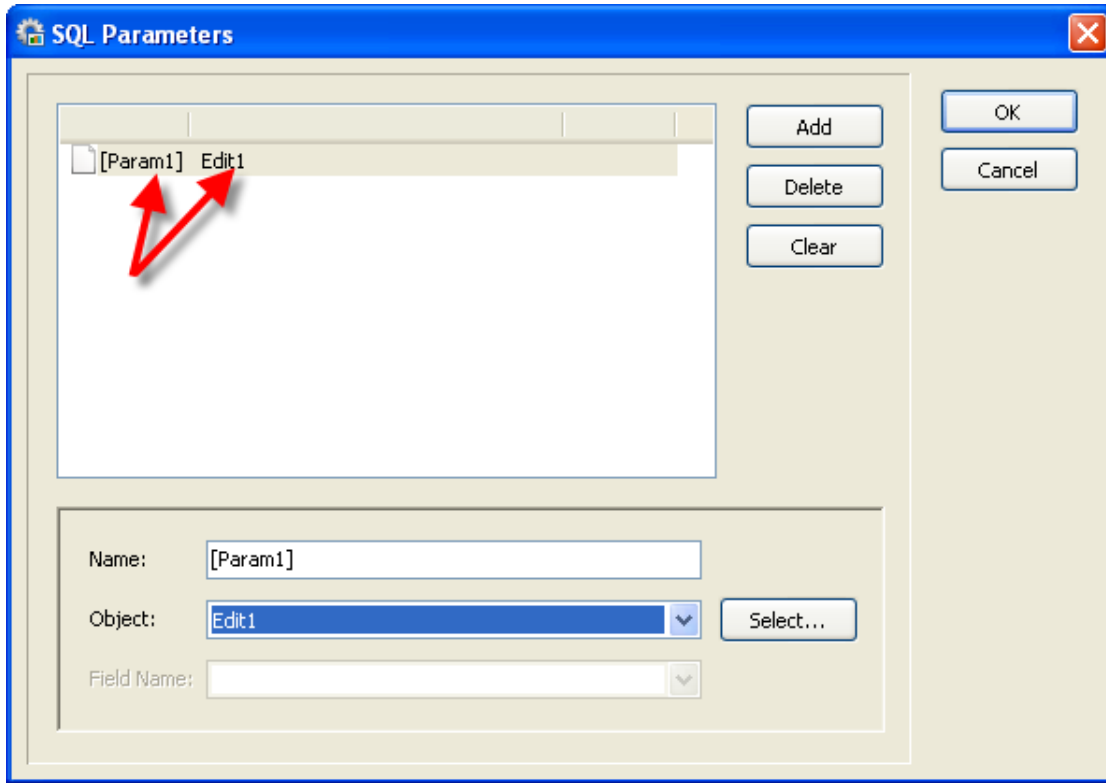 SQL Parameters
[Param1] Edit1
Add
Delete
Clear
OK
Cancel
Name: [Param1]
Object: Edit1 Select...
Field Name: